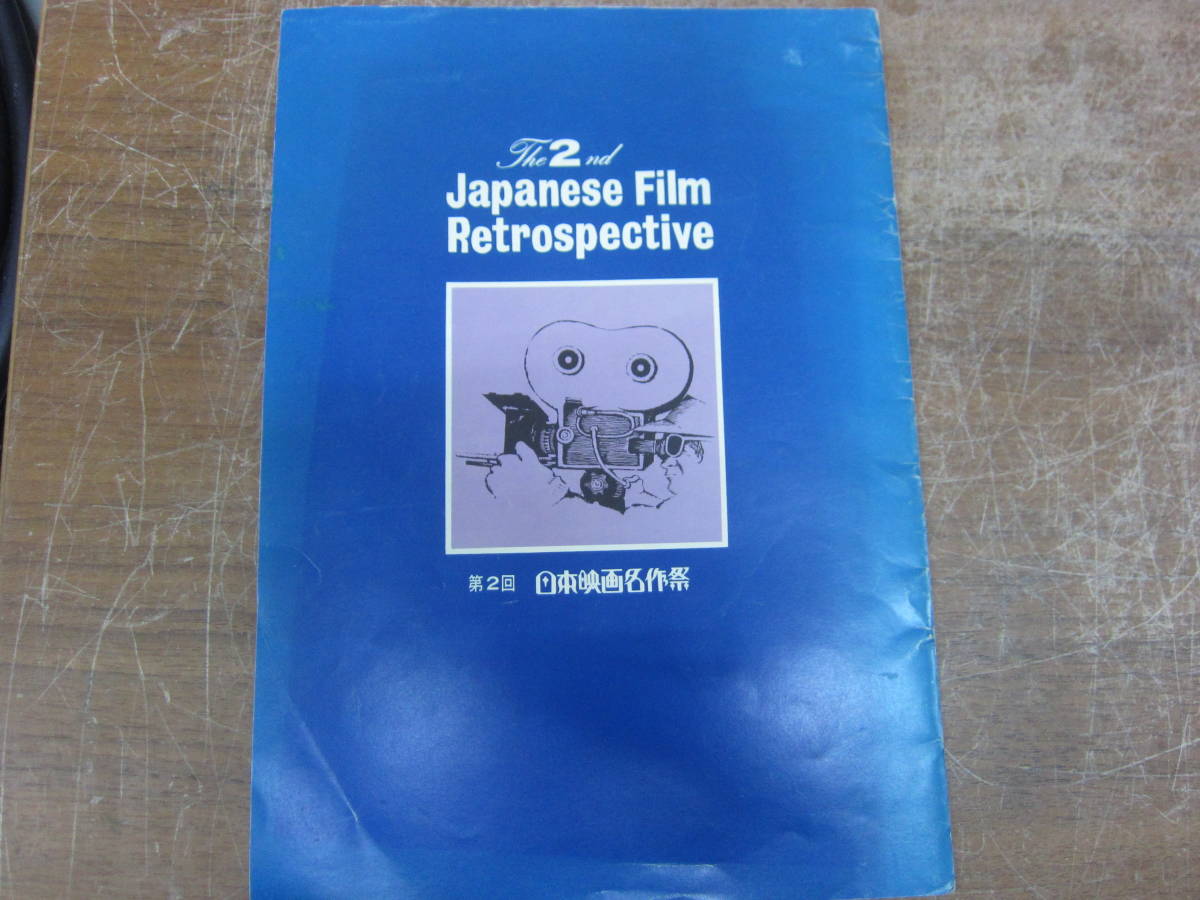 The 2nd
Japanese Film
Retrospective
第2回 日本映画名作祭